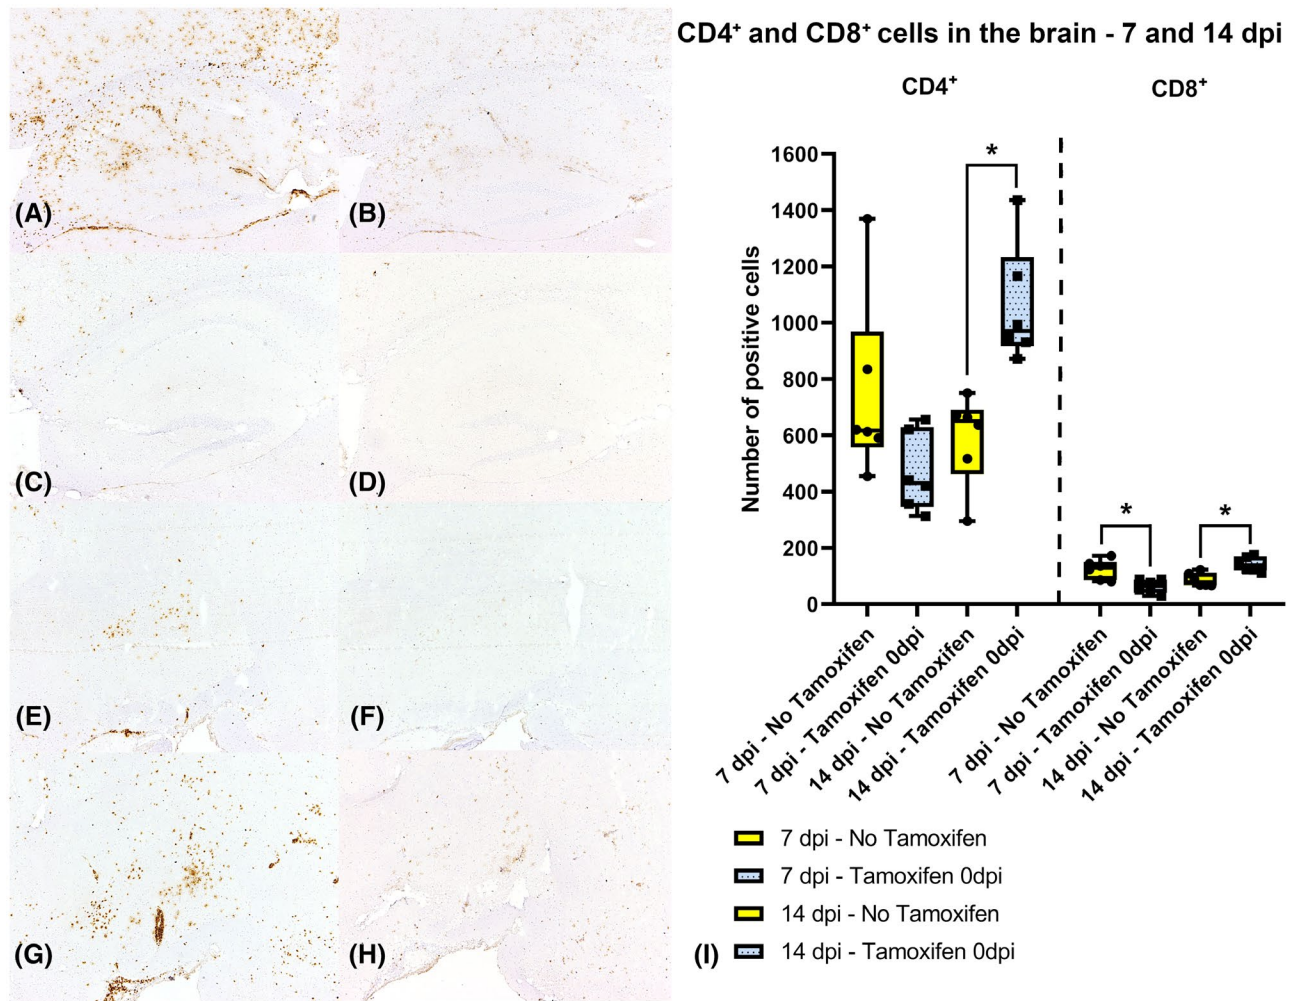 CD4+ and CD8+ cells in the brain - 7 and 14 dpi
CD4+
CD8+
(A)
(B)
(C)
(D)
(E)
(F)
(G)
(H)
Number of positive cells
1600
1400
1200
1000
800
600
400
200
0
*
*
*
7 dpi - No Tamoxifen
7 dpi - Tamoxifen 0dpi
14 dpi - No Tamoxifen
14 dpi - Tamoxifen 0dpi
7 dpi - No Tamoxifen
7 dpi - Tamoxifen 0dpi
14 dpi - No Tamoxifen
14 dpi - Tamoxifen 0dpi
7 dpi - No Tamoxifen
7 dpi - Tamoxifen 0dpi
14 dpi - No Tamoxifen
14 dpi - Tamoxifen 0dpi
(I)